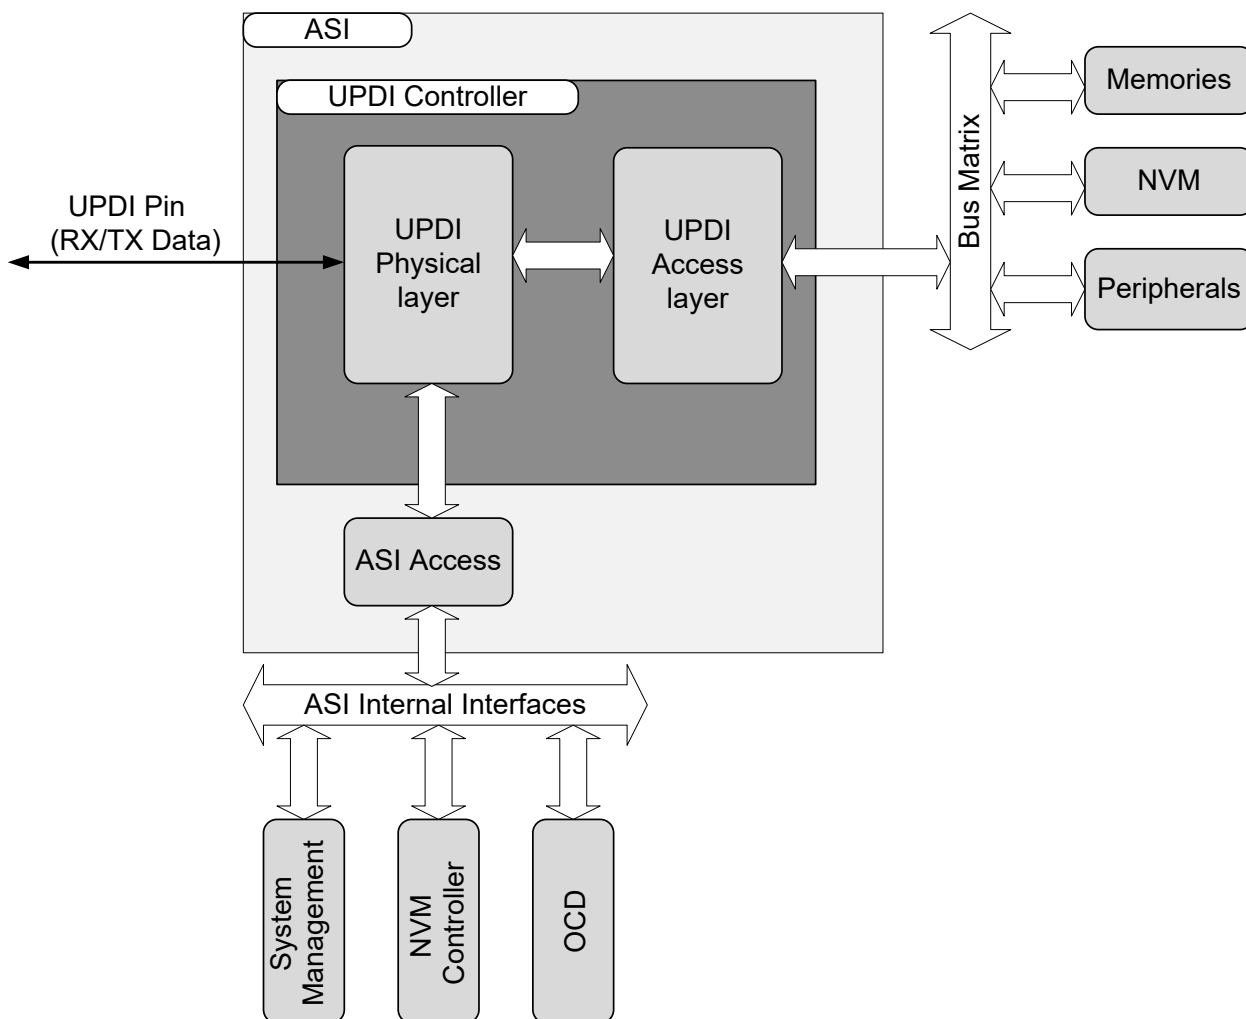 ASI
UPDI Controller
UPDI Pin
(RX/TX Data)
UPDI
Physical
layer
UPDI
Access
layer
Bus Matrix
Memories
NVM
Peripherals
ASI Access
ASI Internal Interfaces
System
Management
NVM
Controller
OCD